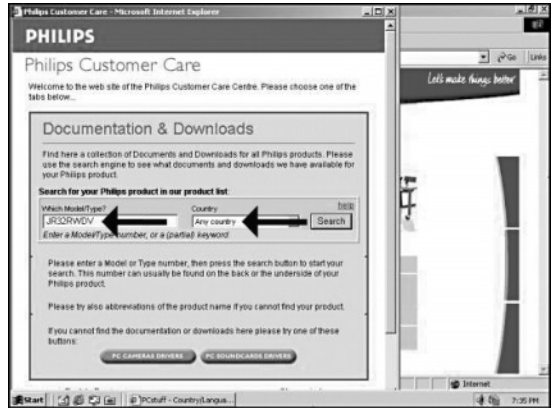 Philips Customer Care - Microsoft Internet Explorer
PHILIPS
Go Links
Let's make things better
Philips Customer Care
Welcome to the web site of the Philips Customer Care Centre. Please choose one of the
tabs below...
Documentation & Downloads
Find here a collection of Documents and Downloads for all Philips products. Please
use the search engine to see what documents and downloads we have available for
your Philips product.
Search for your Philips product in our product list:
Which Model/Type? Country help
JR32RWDV Any country Search
Enter a Model/Type number, or a (partial) keyword
Please enter a Model or Type number, then press the search button to start your
search. This number can usually be found on the back or the underside of your
Philips product.
Please try also abbreviations of the product name if you cannot find your product.
If you cannot find the documentation or downloads here please try one of these
buttons:
PC CAMERAS DRIVERS PC SOUNDCARDS DRIVERS
Internet
Start PCstuff - Country/Langua... 7:35 PM